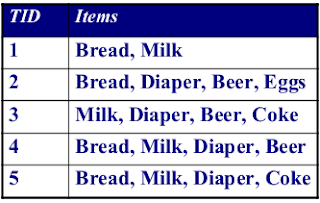 TID Items
1 Bread, Milk
2 Bread, Diaper, Beer, Eggs
3 Milk, Diaper, Beer, Coke
4 Bread, Milk, Diaper, Beer
5 Bread, Milk, Diaper, Coke